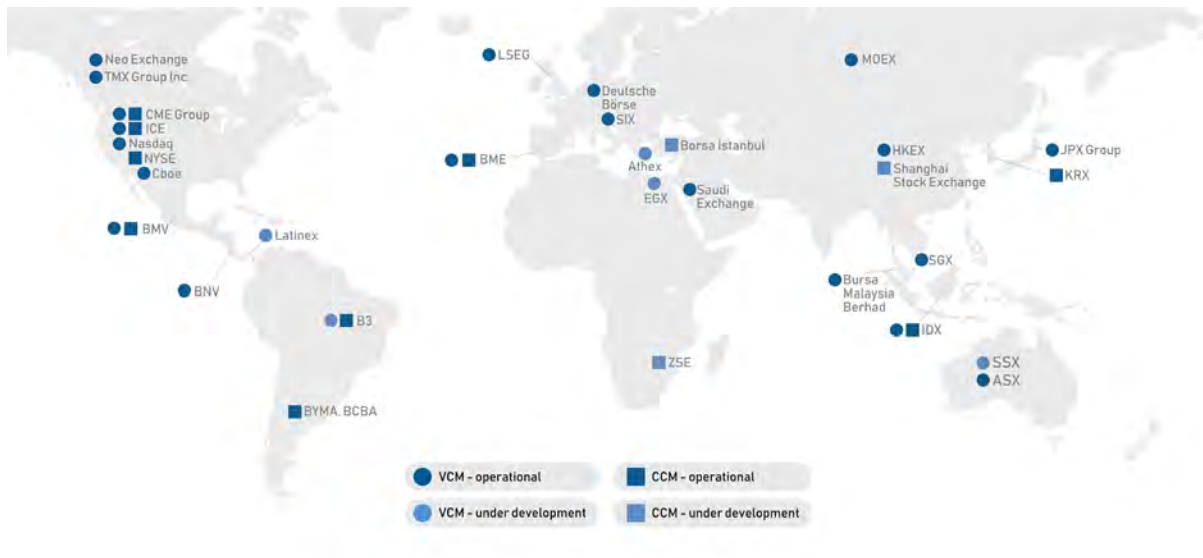 Neo Exchange
TMX Group Inc.
CME Group
ICE
Nasdaq
NYSE
Cboe
BMV
Latinex
BNV
B3
BYMA. BCBA
LSEG
Deutsche
Börse
SIX
BME
Borsa Istanbul
Athex
EGX
Saudi
Exchange
ZSE
MOEX
HKEX
Shanghai
Stock Exchange
JPX Group
KRX
SGX
Bursa
Malaysia
Berhad
IDX
SSX
ASX
VCM - operational
CCM - operational
VCM - under development
CCM - under development